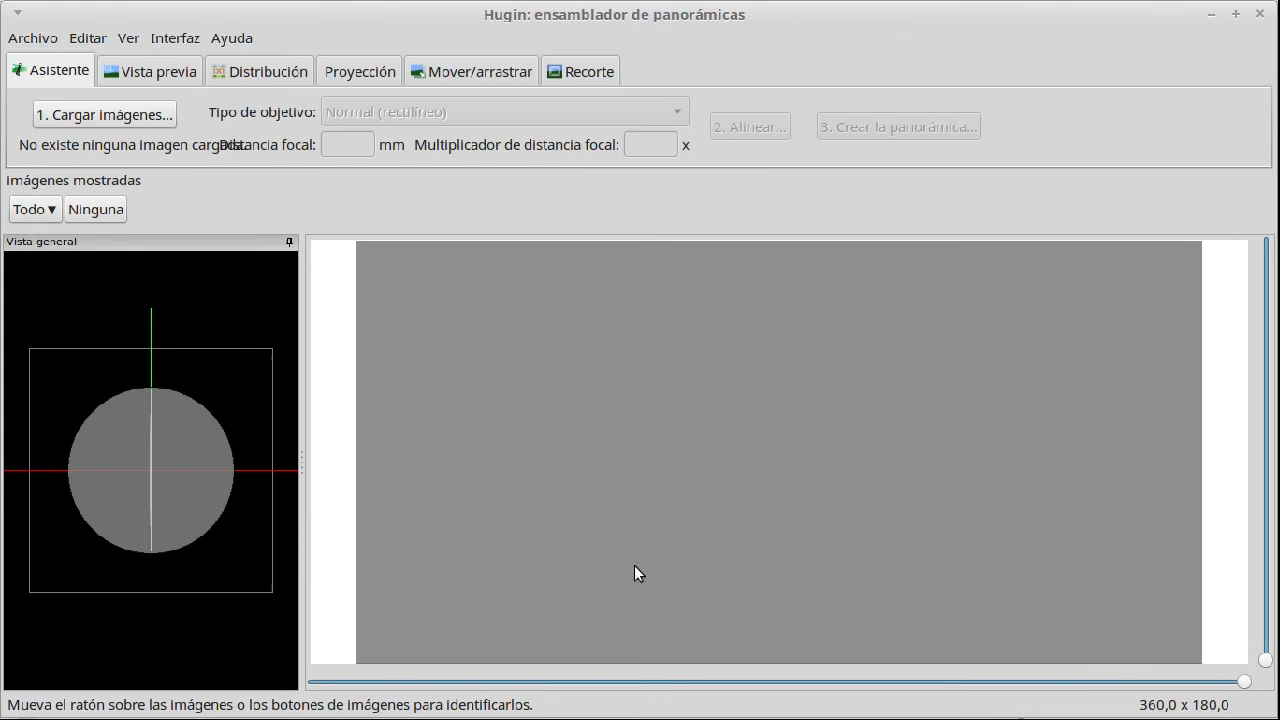 Hugin: ensamblador de panorámicas
Archivo Editar Ver Interfaz Ayuda
Asistente Vista previa Distribución Proyección Mover/arrastrar Recorte
1. Cargar imágenes... Tipo de objetivo: Normal (rectilíneo) 2. Alinear... 3. Crear la panorámica...
No existe ninguna imagen cargada. Distancia focal: mm Multiplicador de distancia focal: x
Imágenes mostradas
Todo ▾ Ninguna
Vista general
Mueva el ratón sobre las imágenes o los botones de imágenes para identificarlos. 360,0 x 180,0